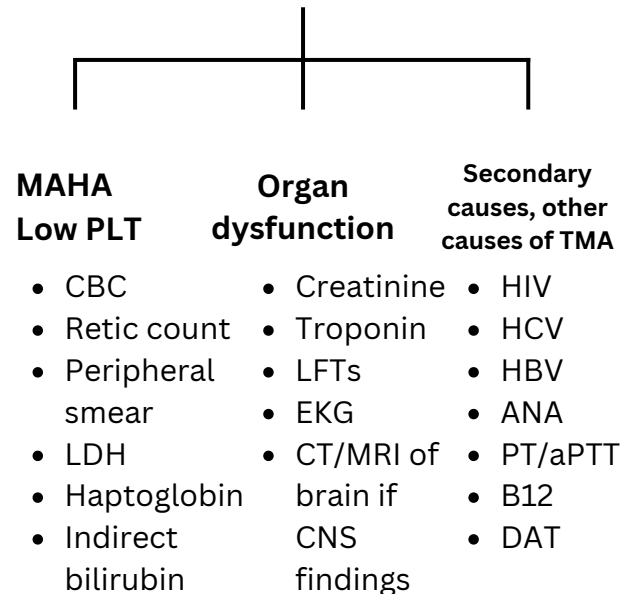 MAHA
Low PLT
• CBC
• Retic count
• Peripheral
smear
• LDH
• Haptoglobin
• Indirect
bilirubin
Organ
dysfunction
• Creatinine
• Troponin
• LFTs
• EKG
• CT/MRI of
brain if
CNS
findings
Secondary
causes, other
causes of TMA
• HIV
• HCV
• HBV
• ANA
• PT/aPTT
• B12
• DAT